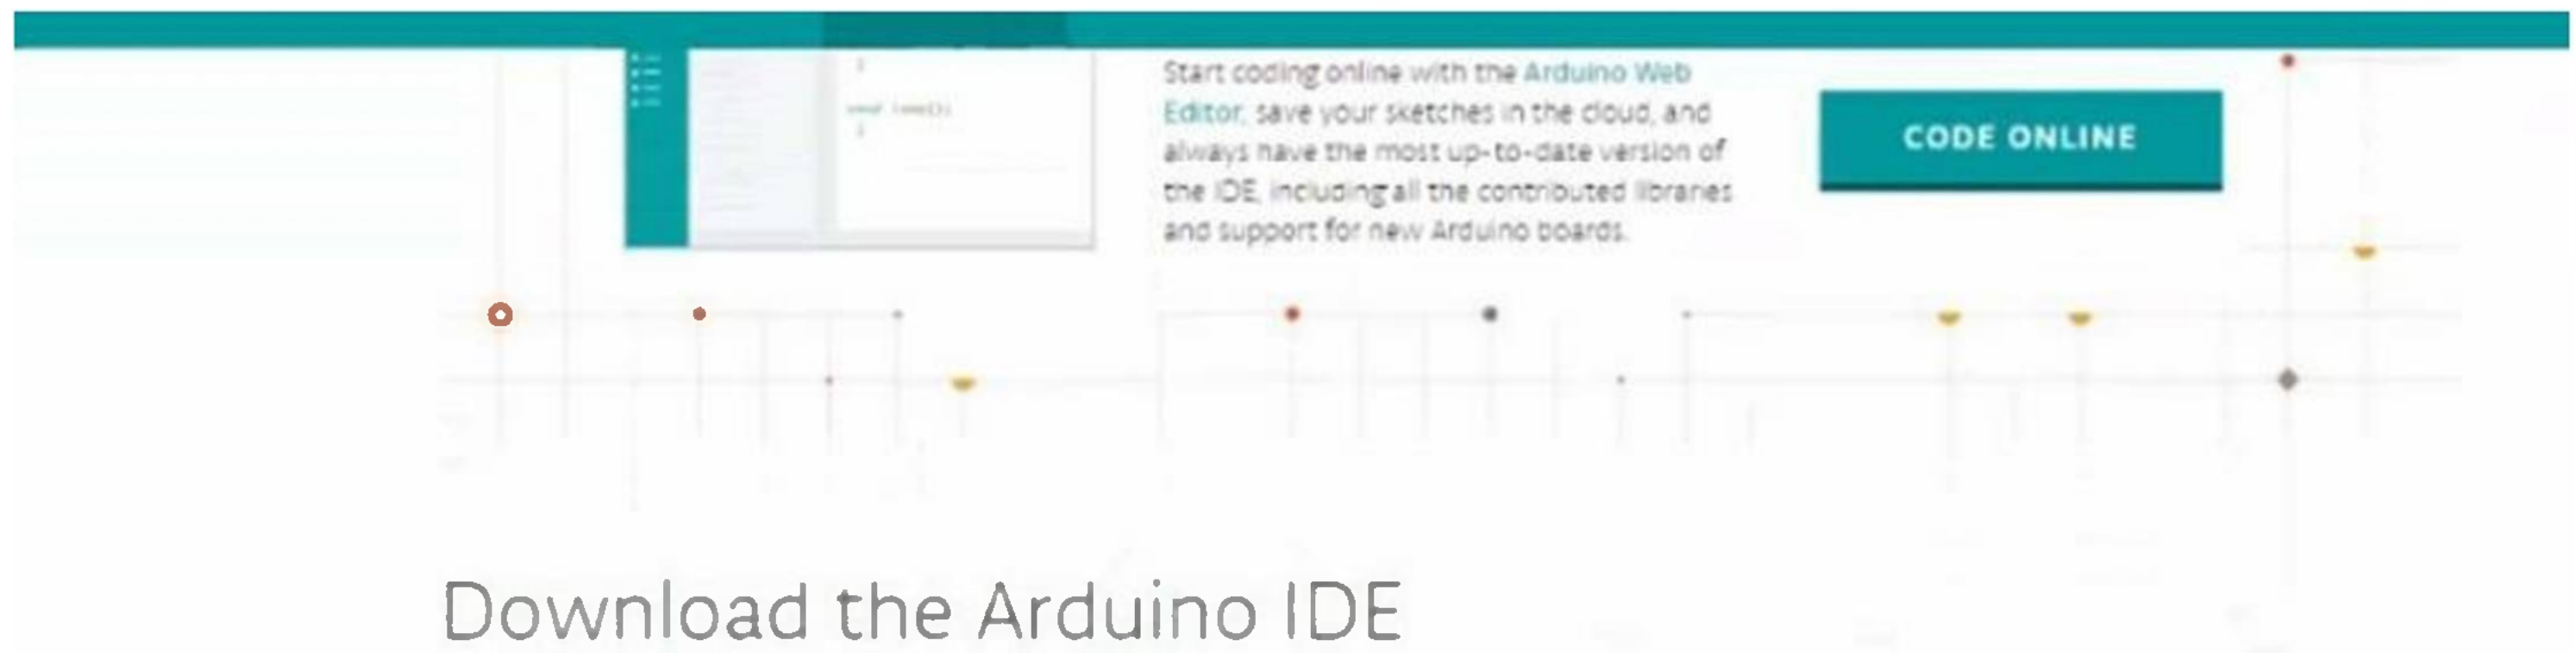 Start coding online with the Arduino Web
Editor, save your sketches in the cloud, and
always have the most up-to-date version of
the IDE, including all the contributed libraries
and support for new Arduino boards.
CODE ONLINE
Download the Arduino IDE